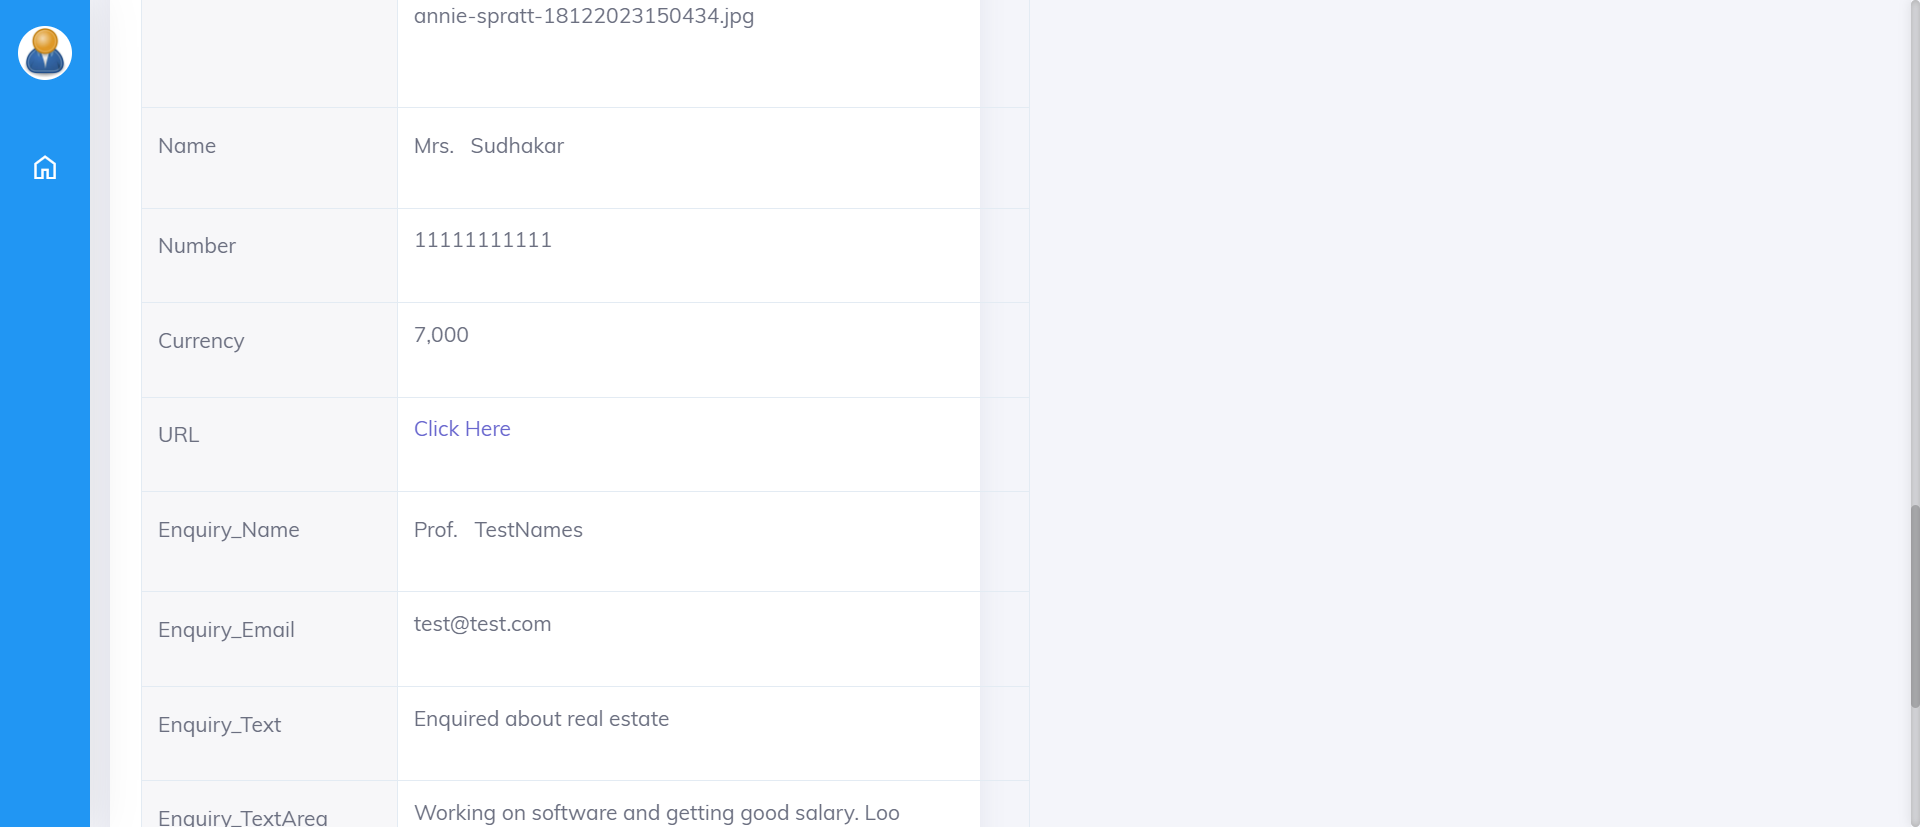 annie-spratt-18122023150434.jpg
Name
Mrs. Sudhakar
Number
11111111111
Currency
7,000
URL
Click Here
Enquiry_Name
Prof. TestNames
Enquiry_Email
test@test.com
Enquiry_Text
Enquired about real estate
Enquiry_TextArea
Working on software and getting good salary. Loo